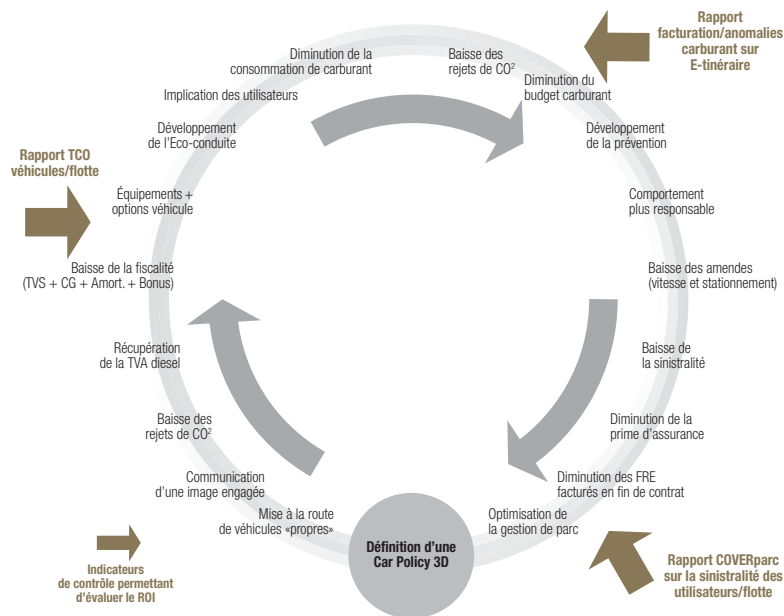 Rapport
facturation/anomalies
carburant sur
E-tinéraire
Diminution de la
consommation de carburant
Baisse des
rejets de CO²
Diminution du
budget carburant
Implication des utilisateurs
Développement
de l'Eco-conduite
Développement
de la prévention
Rapport TCO
véhicules/flotte
Équipements +
options véhicule
Comportement
plus responsable
Baisse de la fiscalité
(TVS + CG + Amort. + Bonus)
Baisse des amendes
(vitesse et stationnement)
Récupération
de la TVA diesel
Baisse de
la sinistralité
Baisse des
rejets de CO²
Diminution de la
prime d'assurance
Communication
d'une image engagée
Diminution des FRE
facturés en fin de contrat
Mise à la route
de véhicules «propres»
Optimisation de
la gestion de parc
Définition d'une
Car Policy 3D
Indicateurs
de contrôle permettant
d'évaluer le ROI
Rapport COVERparc
sur la sinistralité des
utilisateurs/flotte